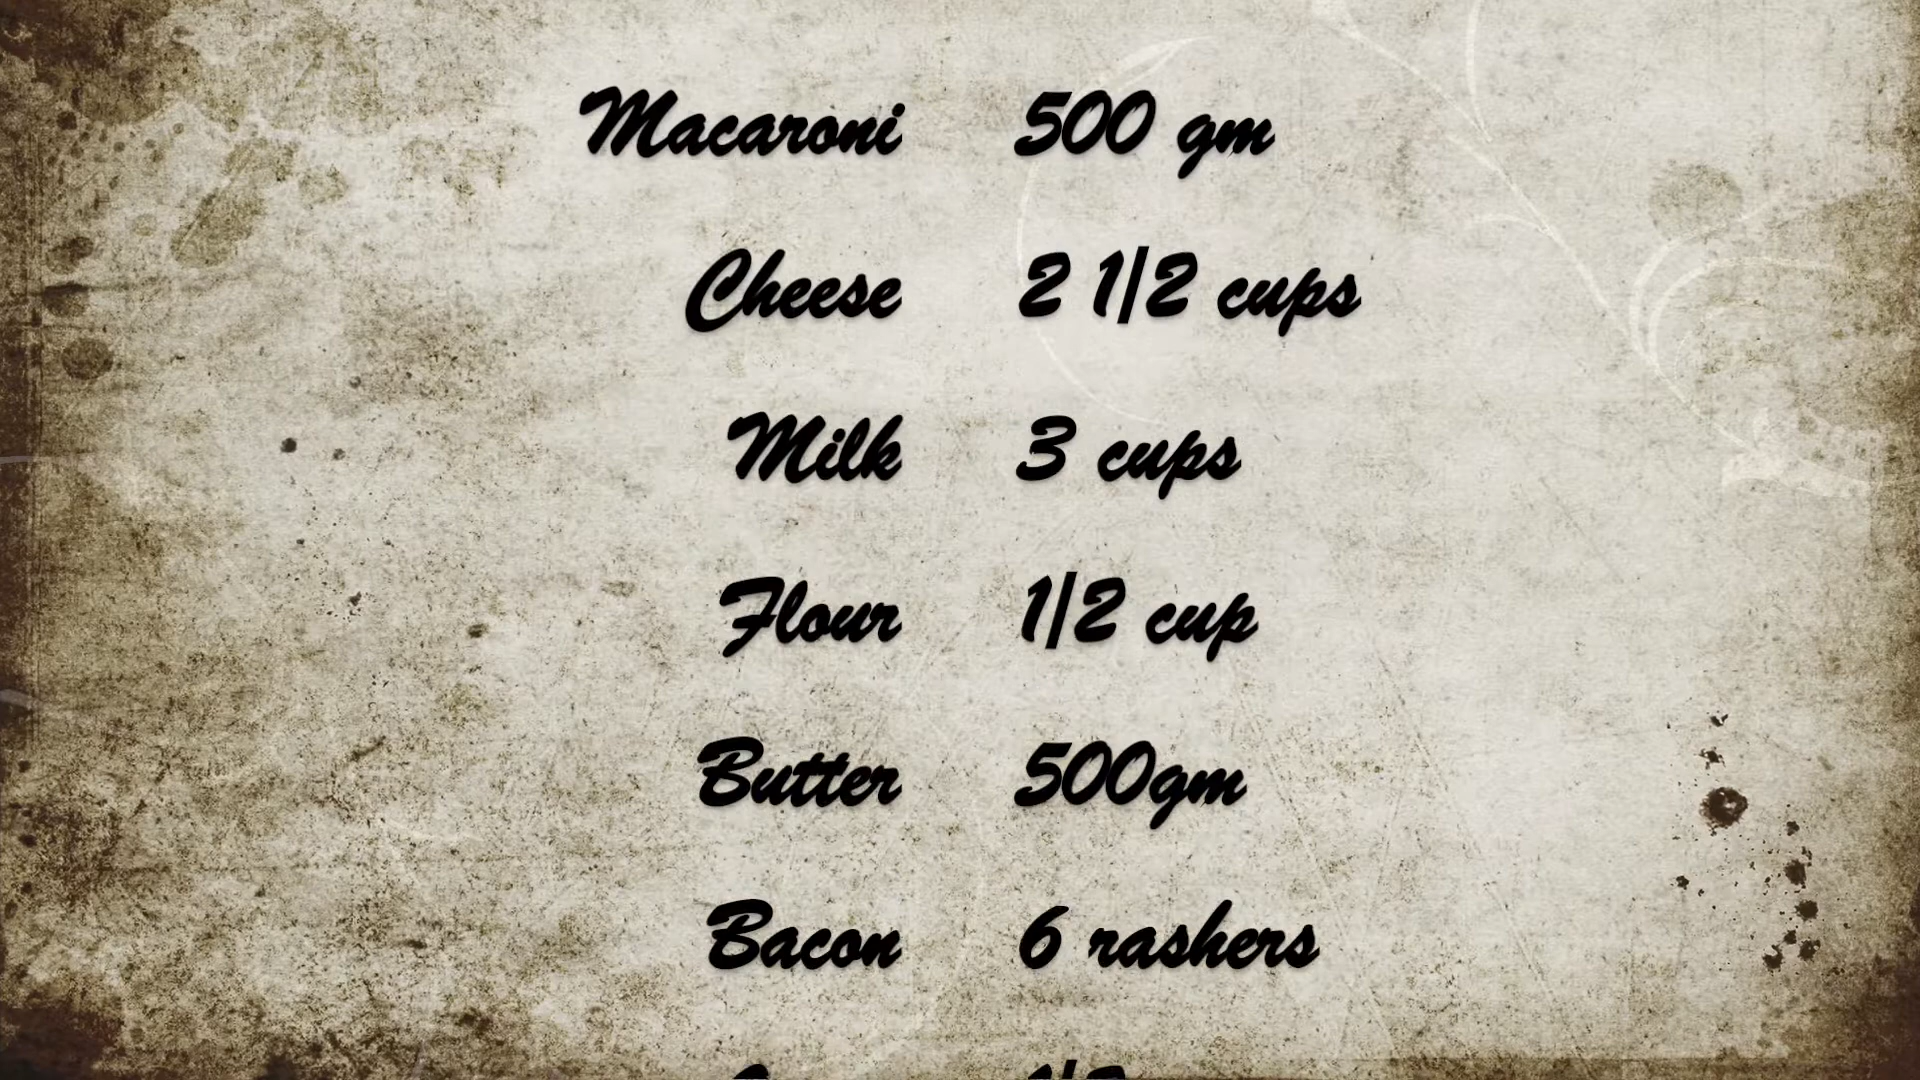 Macaroni 500 gm
Cheese 2 1/2 cups
Milk 3 cups
Flour 1/2 cup
Butter 500gm
Bacon 6 rashers